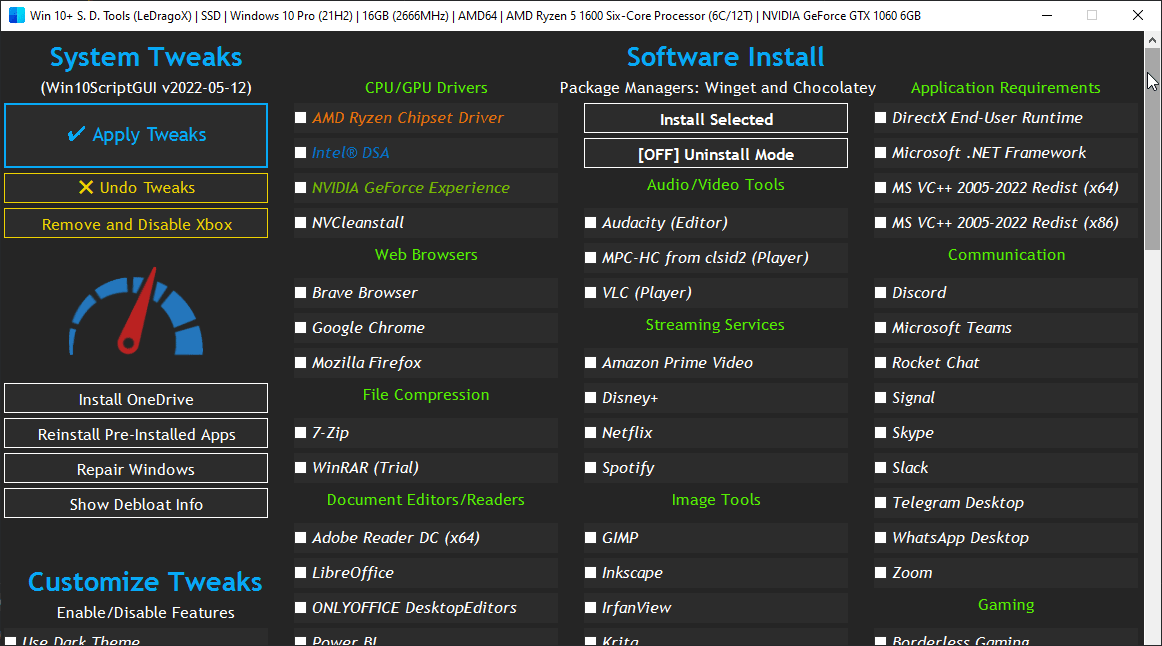 Win 10+ S. D. Tools (LeDragoX) | SSD | Windows 10 Pro (21H2) | 16GB (2666MHz) | AMD64 | AMD Ryzen 5 1600 Six-Core Processor (6C/12T) | NVIDIA GeForce GTX 1060 6GB
System Tweaks
(Win10ScriptGUI v2022-05-12)
✔ Apply Tweaks
❌ Undo Tweaks
Remove and Disable Xbox
Install OneDrive
Reinstall Pre-Installed Apps
Repair Windows
Show Debloat Info
Customize Tweaks
Enable/Disable Features
Use Dark Theme
Software Install
Package Managers: Winget and Chocolatey
CPU/GPU Drivers
AMD Ryzen Chipset Driver
Intel® DSA
NVIDIA GeForce Experience
NVCleanstall
Web Browsers
Brave Browser
Google Chrome
Mozilla Firefox
File Compression
7-Zip
WinRAR (Trial)
Document Editors/Readers
Adobe Reader DC (x64)
LibreOffice
ONLYOFFICE DesktopEditors
Power BI
Install Selected
[OFF] Uninstall Mode
Audio/Video Tools
Audacity (Editor)
MPC-HC from clsid2 (Player)
VLC (Player)
Streaming Services
Amazon Prime Video
Disney+
Netflix
Spotify
Image Tools
GIMP
Inkscape
IrfanView
Krita
Application Requirements
DirectX End-User Runtime
Microsoft .NET Framework
MS VC++ 2005-2022 Redist (x64)
MS VC++ 2005-2022 Redist (x86)
Communication
Discord
Microsoft Teams
Rocket Chat
Signal
Skype
Slack
Telegram Desktop
WhatsApp Desktop
Zoom
Gaming
Borderless Gaming